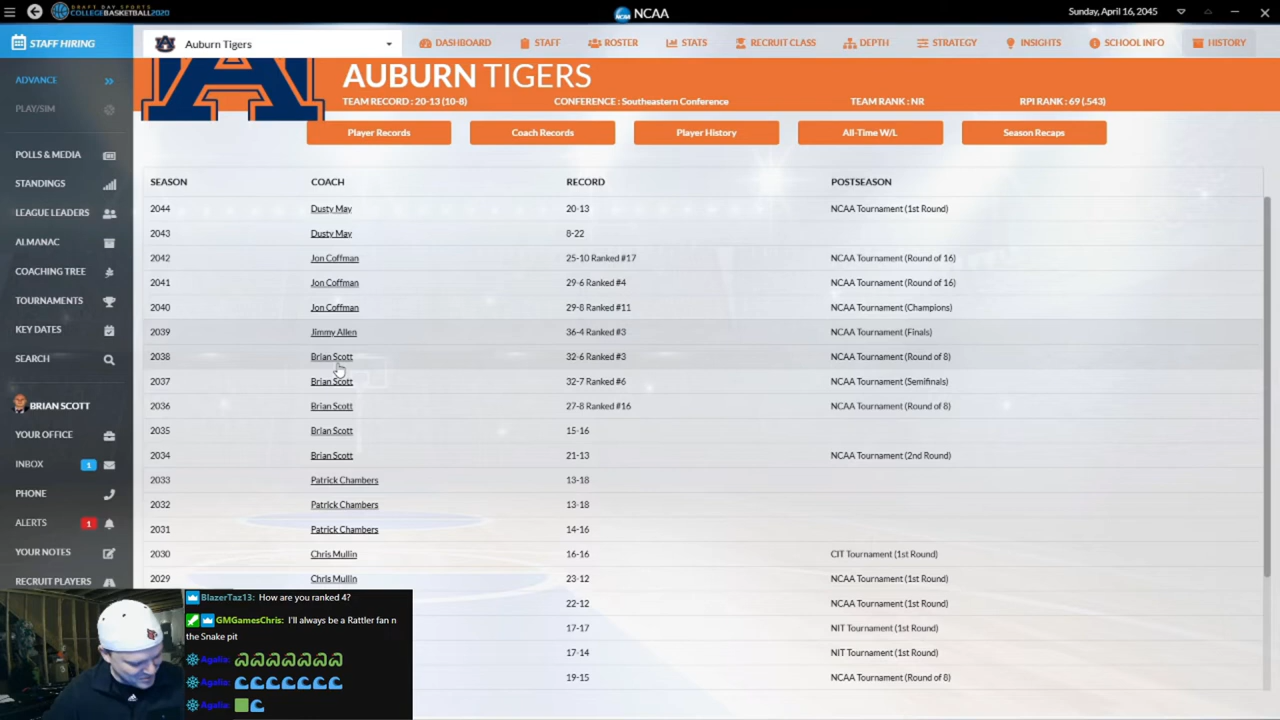 DRAFT DAY SPORTS
COLLEGE BASKETBALL 2020
NCAA
Sunday, April 16, 2045
STAFF HIRING
Auburn Tigers
DASHBOARD
STAFF
ROSTER
STATS
RECRUIT CLASS
DEPTH
STRATEGY
INSIGHTS
SCHOOL INFO
HISTORY
ADVANCE
PLAY/SIM
POLLS & MEDIA
STANDINGS
LEAGUE LEADERS
ALMANAC
COACHING TREE
TOURNAMENTS
KEY DATES
SEARCH
BRIAN SCOTT
YOUR OFFICE
INBOX 1
PHONE
ALERTS 1
YOUR NOTES
RECRUIT PLAYERS
AUBURN TIGERS
TEAM RECORD : 20-13 (10-8) CONFERENCE : Southeastern Conference TEAM RANK : NR RPI RANK : 69 (.543)
Player Records Coach Records Player History All-Time W/L Season Recaps
SEASON COACH RECORD POSTSEASON
2044 Dusty May 20-13 NCAA Tournament (1st Round)
2043 Dusty May 8-22
2042 Jon Coffman 25-10 Ranked #17 NCAA Tournament (Round of 16)
2041 Jon Coffman 29-6 Ranked #4 NCAA Tournament (Round of 16)
2040 Jon Coffman 29-8 Ranked #11 NCAA Tournament (Champions)
2039 Jimmy Allen 36-4 Ranked #3 NCAA Tournament (Finals)
2038 Brian Scott 32-6 Ranked #3 NCAA Tournament (Round of 8)
2037 Brian Scott 32-7 Ranked #6 NCAA Tournament (Semifinals)
2036 Brian Scott 27-8 Ranked #16 NCAA Tournament (Round of 8)
2035 Brian Scott 15-16
2034 Brian Scott 21-13 NCAA Tournament (2nd Round)
2033 Patrick Chambers 13-18
2032 Patrick Chambers 13-18
2031 Patrick Chambers 14-16
2030 Chris Mullin 16-16 CIT Tournament (1st Round)
2029 Chris Mullin 23-12 NCAA Tournament (1st Round)
22-12 NCAA Tournament (1st Round)
17-17 NIT Tournament (1st Round)
17-14 NIT Tournament (1st Round)
19-15 NCAA Tournament (Round of 8)
BlazerTaz13: How are you ranked 4?
GMGamesChris: I'll always be a Rattler fan n
the Snake pit
Agalia:
Agalia:
Agalia: